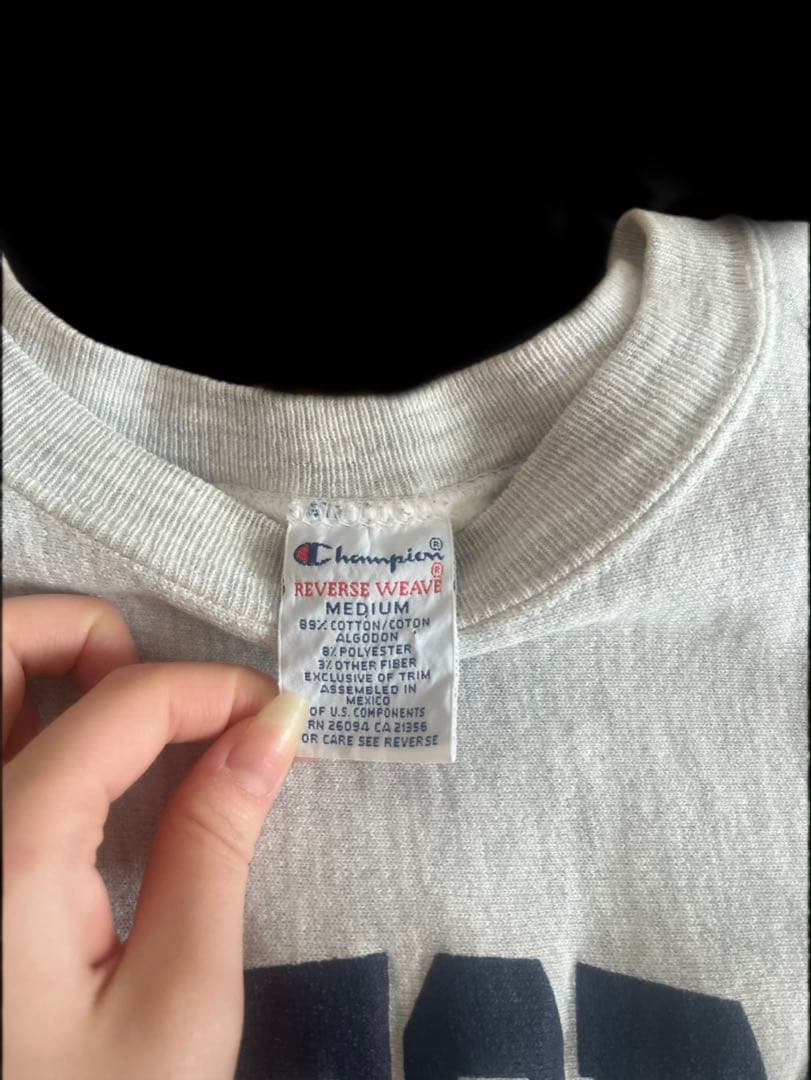 Champion®
REVERSE WEAVE®
MEDIUM
89% COTTON/COTON
ALGODON
8% POLYESTER
3% OTHER FIBER
EXCLUSIVE OF TRIM
ASSEMBLED IN
MEXICO
OF U.S. COMPONENTS
RN 26094 CA 21356
OR CARE SEE REVERSE